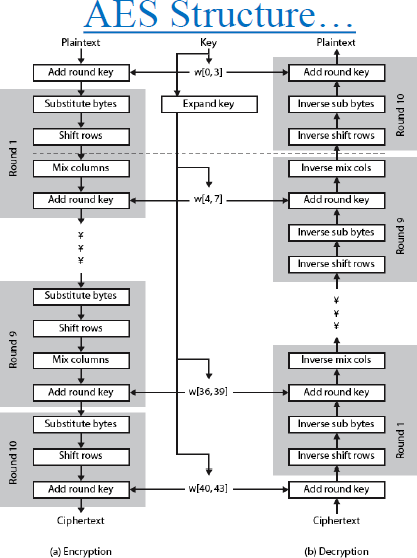 AES Structure…
Plaintext
Key
Plaintext
Add round key
w[0, 3]
Add round key
Substitute bytes
Expand key
Inverse sub bytes
Round 1
Shift rows
Inverse shift rows
Round 10
Mix columns
Inverse mix cols
Add round key
w[4, 7]
Add round key
¥
¥
¥
Inverse sub bytes
Round 9
Inverse shift rows
Substitute bytes
¥
¥
¥
Round 9
Shift rows
Mix columns
Inverse mix cols
Add round key
w[36, 39]
Add round key
Substitute bytes
Inverse sub bytes
Round 1
Round 10
Shift rows
Inverse shift rows
Add round key
w[40, 43]
Add round key
Ciphertext
Ciphertext
(a) Encryption
(b) Decryption